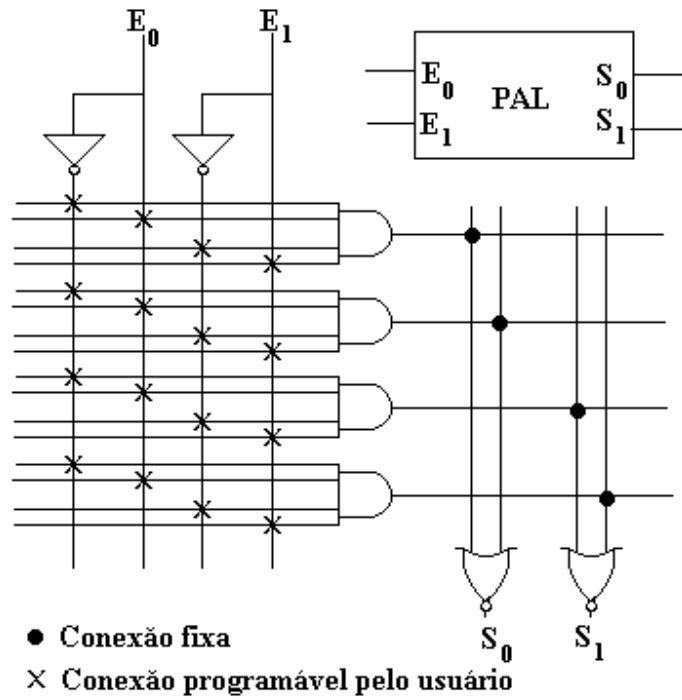 E₀ E₁
E₀ S₀
PAL
E₁ S₁
● Conexão fixa
S₀ S₁
× Conexão programável pelo usuário